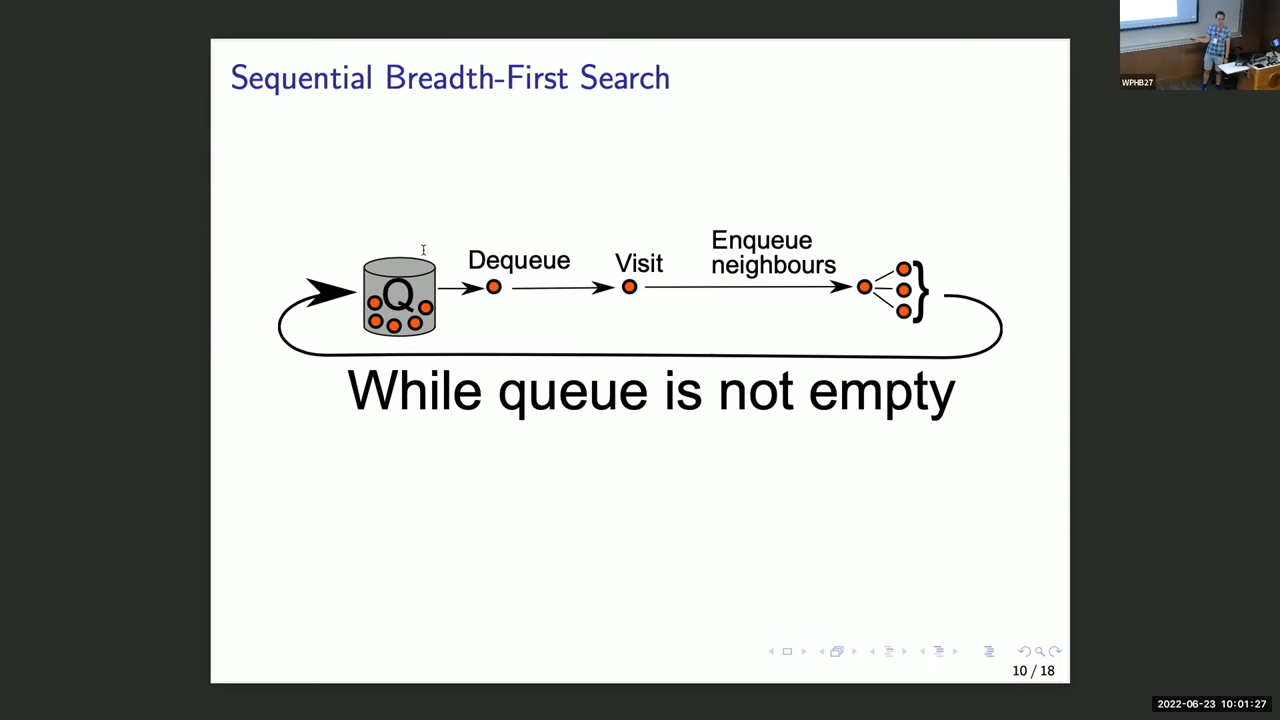 Sequential Breadth-First Search
WPHB27
Dequeue
Visit
Enqueue
neighbours
Q
}
While queue is not empty
10 / 18
2022-06-23 10:01:27